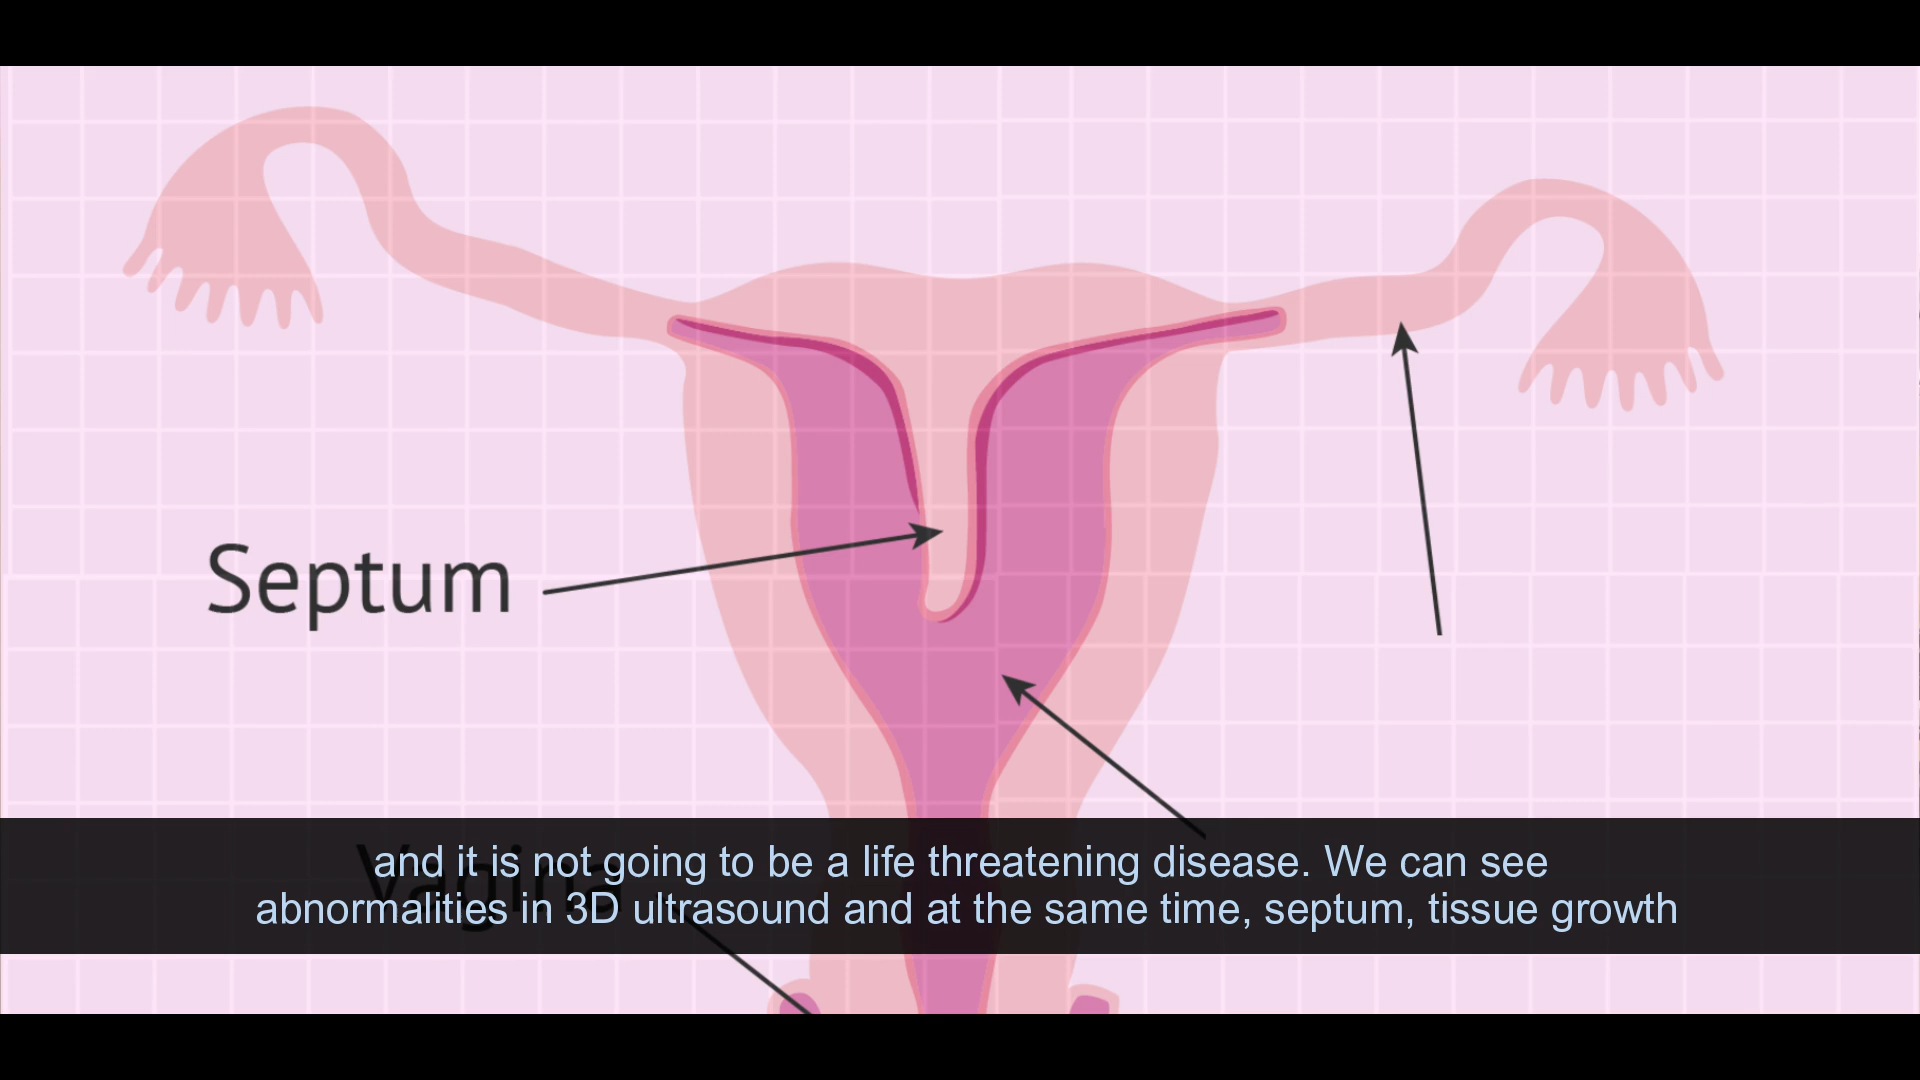 Septum
Vagina
and it is not going to be a life threatening disease. We can see
abnormalities in 3D ultrasound and at the same time, septum, tissue growth